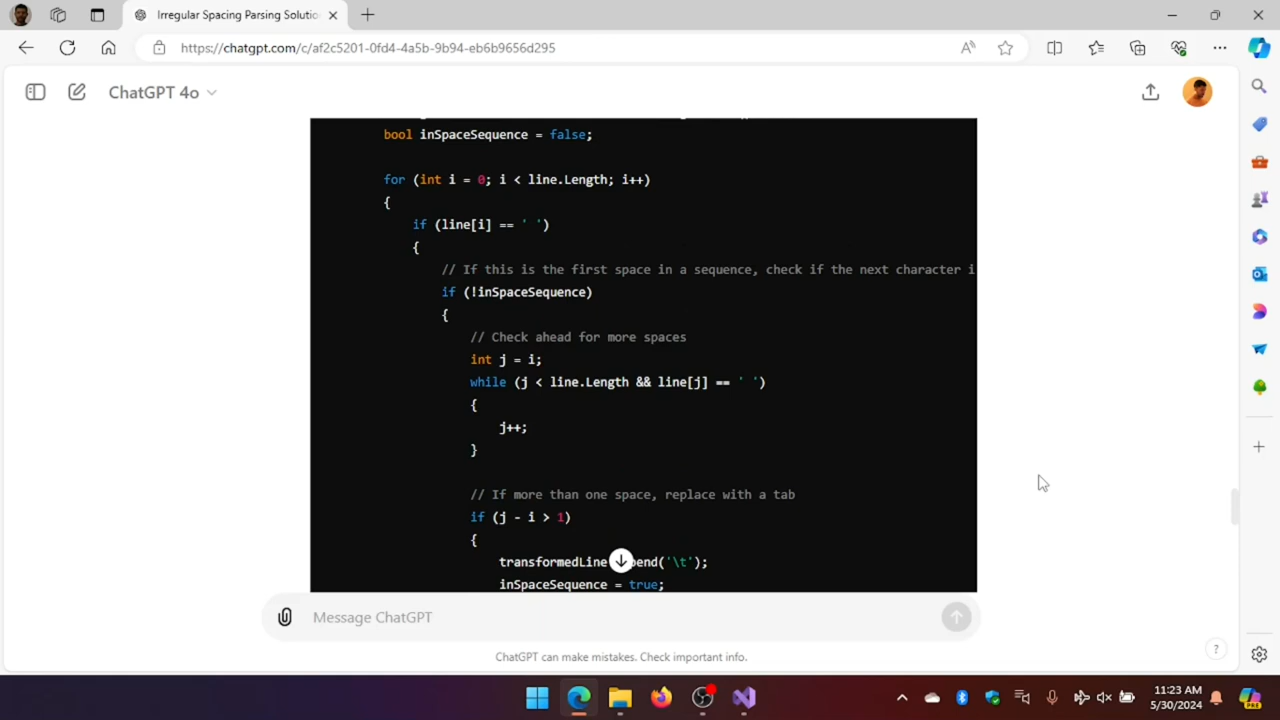 Irregular Spacing Parsing Solutio
https://chatgpt.com/c/af2c5201-0fd4-4a5b-9b94-eb6b9656d295
ChatGPT 4o
bool inSpaceSequence = false;
for (int i = 0; i < line.Length; i++)
{
if (line[i] == ' ')
{
// If this is the first space in a sequence, check if the next character i
if (!inSpaceSequence)
{
// Check ahead for more spaces
int j = i;
while (j < line.Length && line[j] == ' ')
{
j++;
}
// If more than one space, replace with a tab
if (j - i > 1)
{
transformedLine pend('\t');
inSpaceSequence = true;
Message ChatGPT
ChatGPT can make mistakes. Check important info.
?
11:23 AM
5/30/2024
PRE